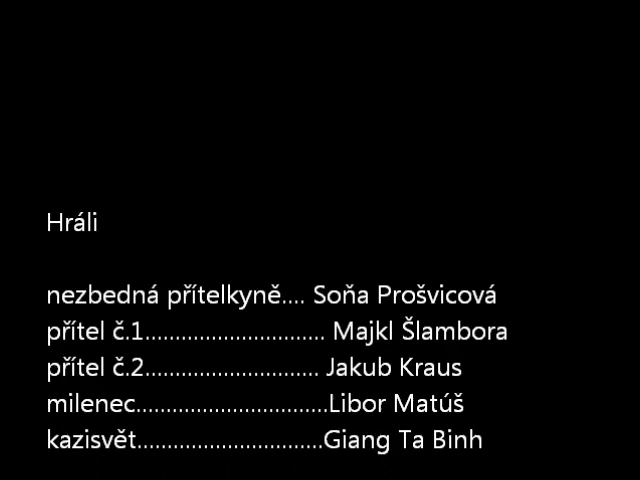 Hráli
nezbedná přítelkyně.... Soňa Prošvicová
přítel č.1.............................. Majkl Šlambora
přítel č.2............................. Jakub Kraus
milenec................................Libor Matúš
kazisvět...............................Giang Ta Binh